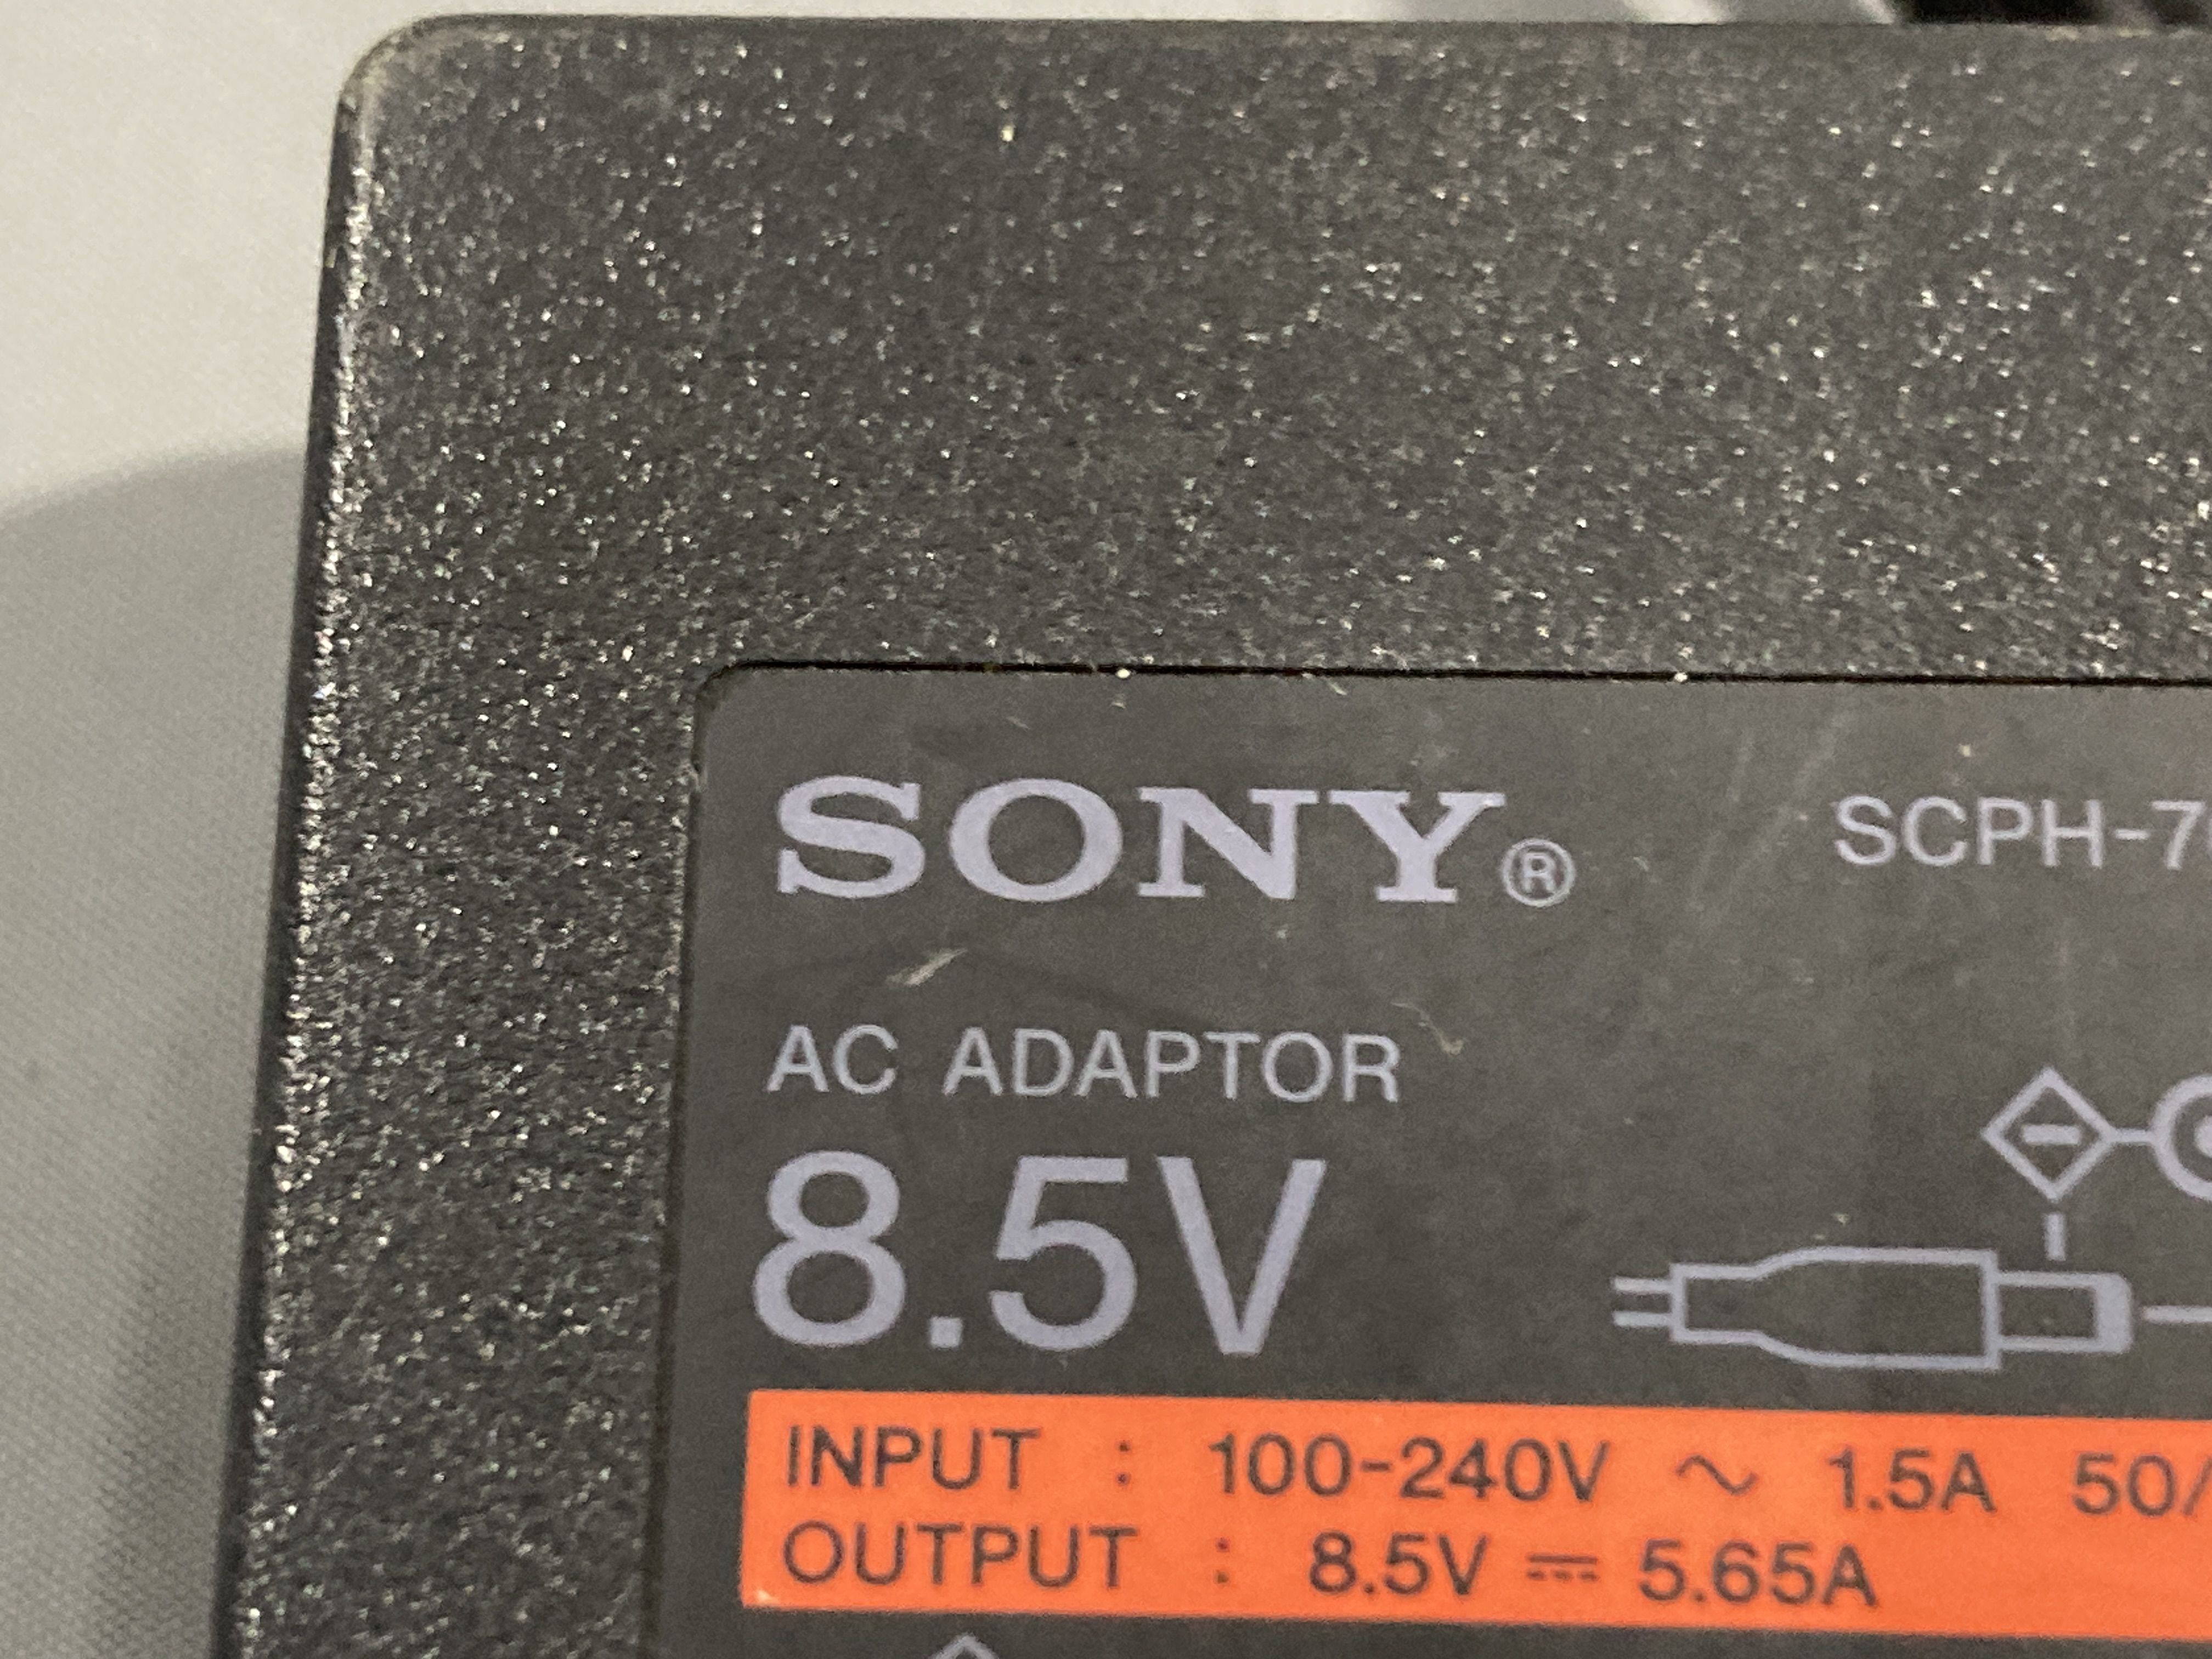 SONY®
SCPH-7
AC ADAPTOR
8.5V
INPUT : 100-240V ~ 1.5A 50/
OUTPUT : 8.5V ⎓ 5.65A